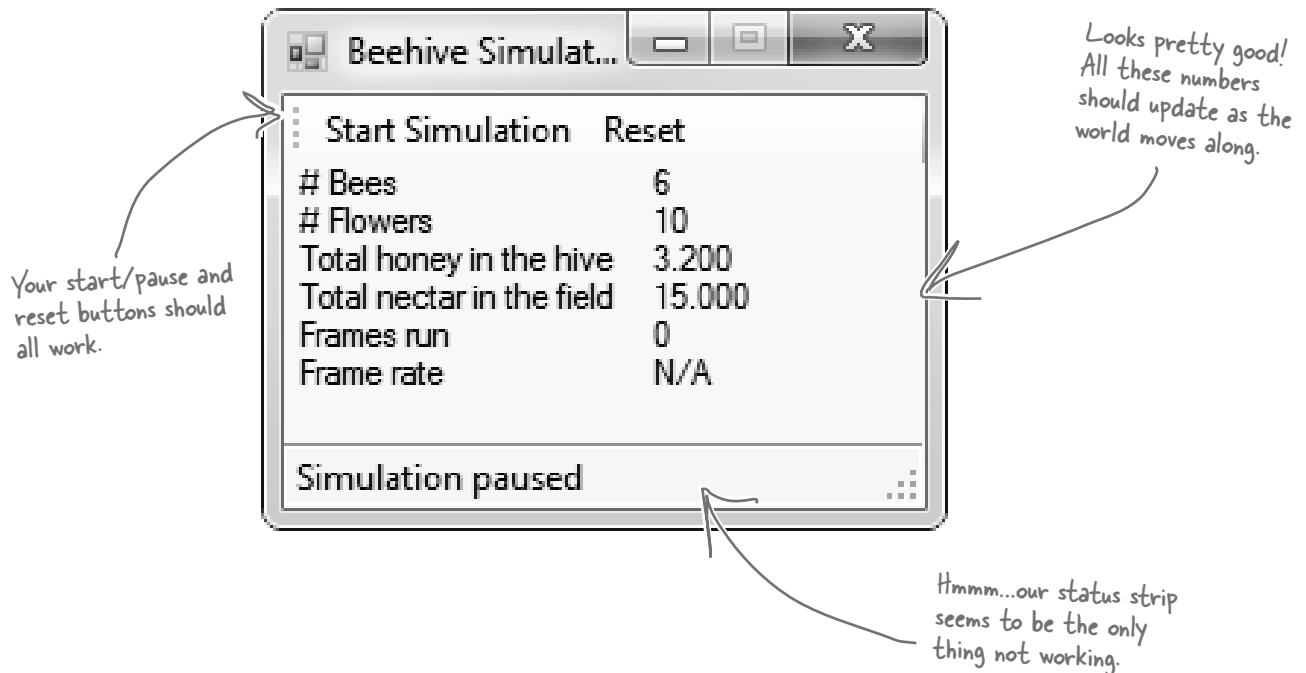 Beehive Simulat...
Start Simulation Reset
# Bees 6
# Flowers 10
Total honey in the hive 3.200
Total nectar in the field 15.000
Frames run 0
Frame rate N/A
Simulation paused
Looks pretty good!
All these numbers
should update as the
world moves along.
Your start/pause and
reset buttons should
all work.
Hmmm...our status strip
seems to be the only
thing not working.